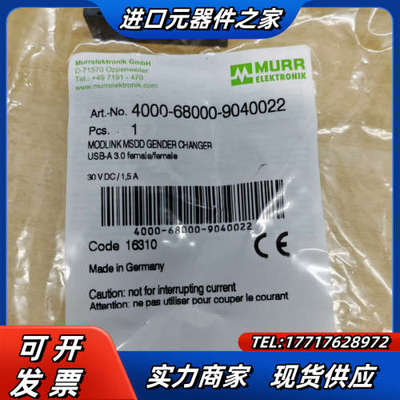 进口元器件之家
Murrelektronik GmbH
D-71570 Oppenweiler
Tel.: +49 7191 - 470
www.murrelektronik.com
MURR
ELEKTRONIK
Art.-No. 4000-68000-9040022
Pcs. 1
MODLINK MSDD GENDER CHANGER
USB-A 3.0 female/female
30 V DC / 1,5 A
4000-68000-9040022
Code 16310
CE
Made in Germany
Caution: not for interrupting current
Attention: ne pas utiliser pour couper le courant
可开
发票
TEL:17717628972
实力商家 现货供应